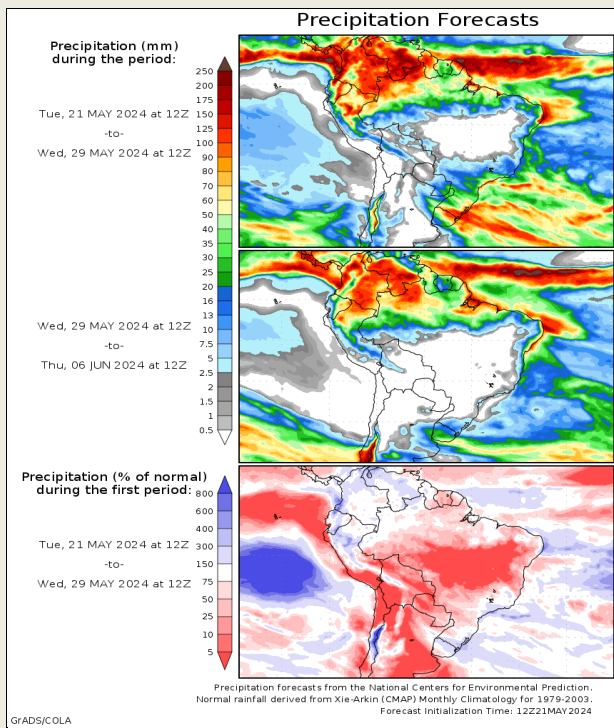 Precipitation Forecasts
Precipitation (mm)
during the period:
Tue, 21 MAY 2024 at 12Z
-to-
Wed, 29 MAY 2024 at 12Z
250
200
175
150
125
100
90
80
70
60
50
40
35
30
25
20
16
13
10
7.5
5
2.5
2
1.5
1
0.5
Wed, 29 MAY 2024 at 12Z
-to-
Thu, 06 JUN 2024 at 12Z
Precipitation (% of normal)
during the first period:
Tue, 21 MAY 2024 at 12Z
-to-
Wed, 29 MAY 2024 at 12Z
800
600
400
300
150
75
50
25
10
5
Precipitation forecasts from the National Centers for Environmental Prediction.
Normal rainfall derived from Xie-Arkin (CMAP) Monthly Climatology for 1979-2003.
Forecast Initialization Time: 12Z21MAY2024
GrADS/COLA